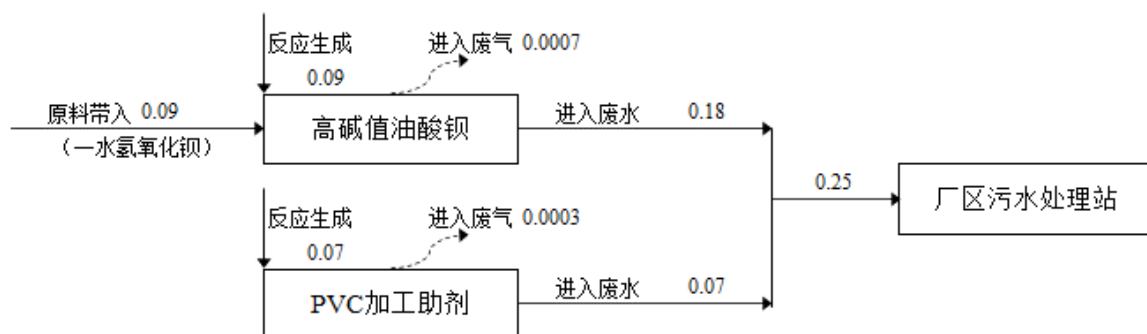 反应生成 进入废气 0.0007
0.09
原料带入 0.09 高碱值油酸钡 进入废水 0.18
（一水氢氧化钡）
0.25 厂区污水处理站
反应生成 进入废气 0.0003
0.07
PVC加工助剂 进入废水 0.07